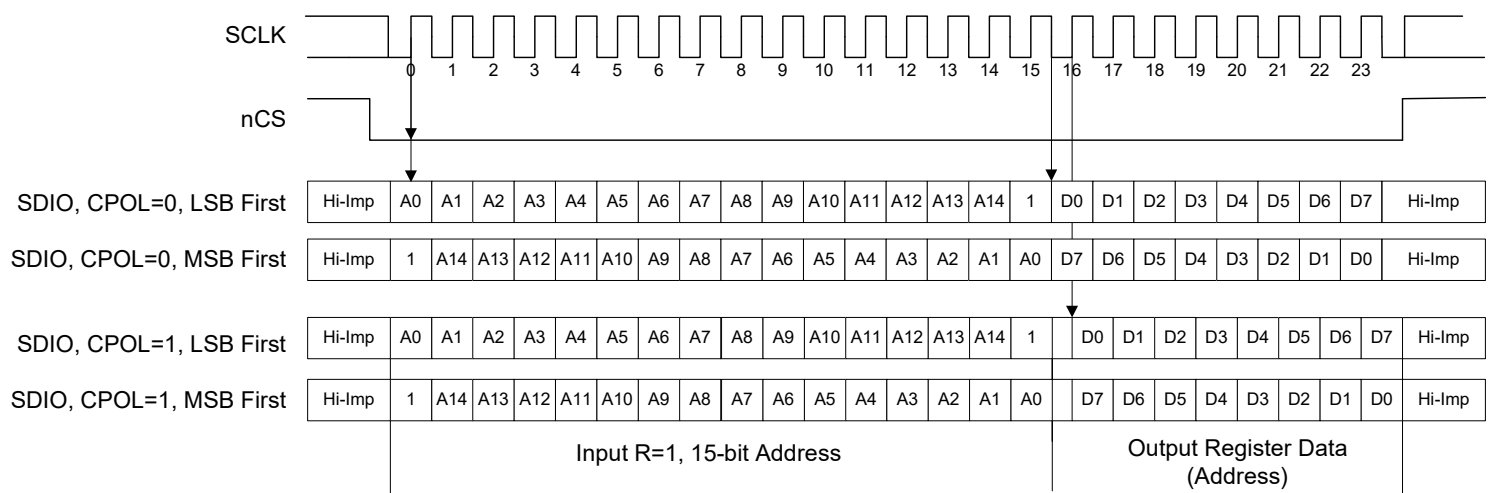 SCLK
0 1 2 3 4 5 6 7 8 9 10 11 12 13 14 15 16 17 18 19 20 21 22 23
nCS
SDIO, CPOL=0, LSB First Hi-Imp A0 A1 A2 A3 A4 A5 A6 A7 A8 A9 A10 A11 A12 A13 A14 1 D0 D1 D2 D3 D4 D5 D6 D7 Hi-Imp
SDIO, CPOL=0, MSB First Hi-Imp 1 A14 A13 A12 A11 A10 A9 A8 A7 A6 A5 A4 A3 A2 A1 A0 D7 D6 D5 D4 D3 D2 D1 D0 Hi-Imp
SDIO, CPOL=1, LSB First Hi-Imp A0 A1 A2 A3 A4 A5 A6 A7 A8 A9 A10 A11 A12 A13 A14 1 D0 D1 D2 D3 D4 D5 D6 D7 Hi-Imp
SDIO, CPOL=1, MSB First Hi-Imp 1 A14 A13 A12 A11 A10 A9 A8 A7 A6 A5 A4 A3 A2 A1 A0 D7 D6 D5 D4 D3 D2 D1 D0 Hi-Imp
Input R=1, 15-bit Address
Output Register Data
(Address)